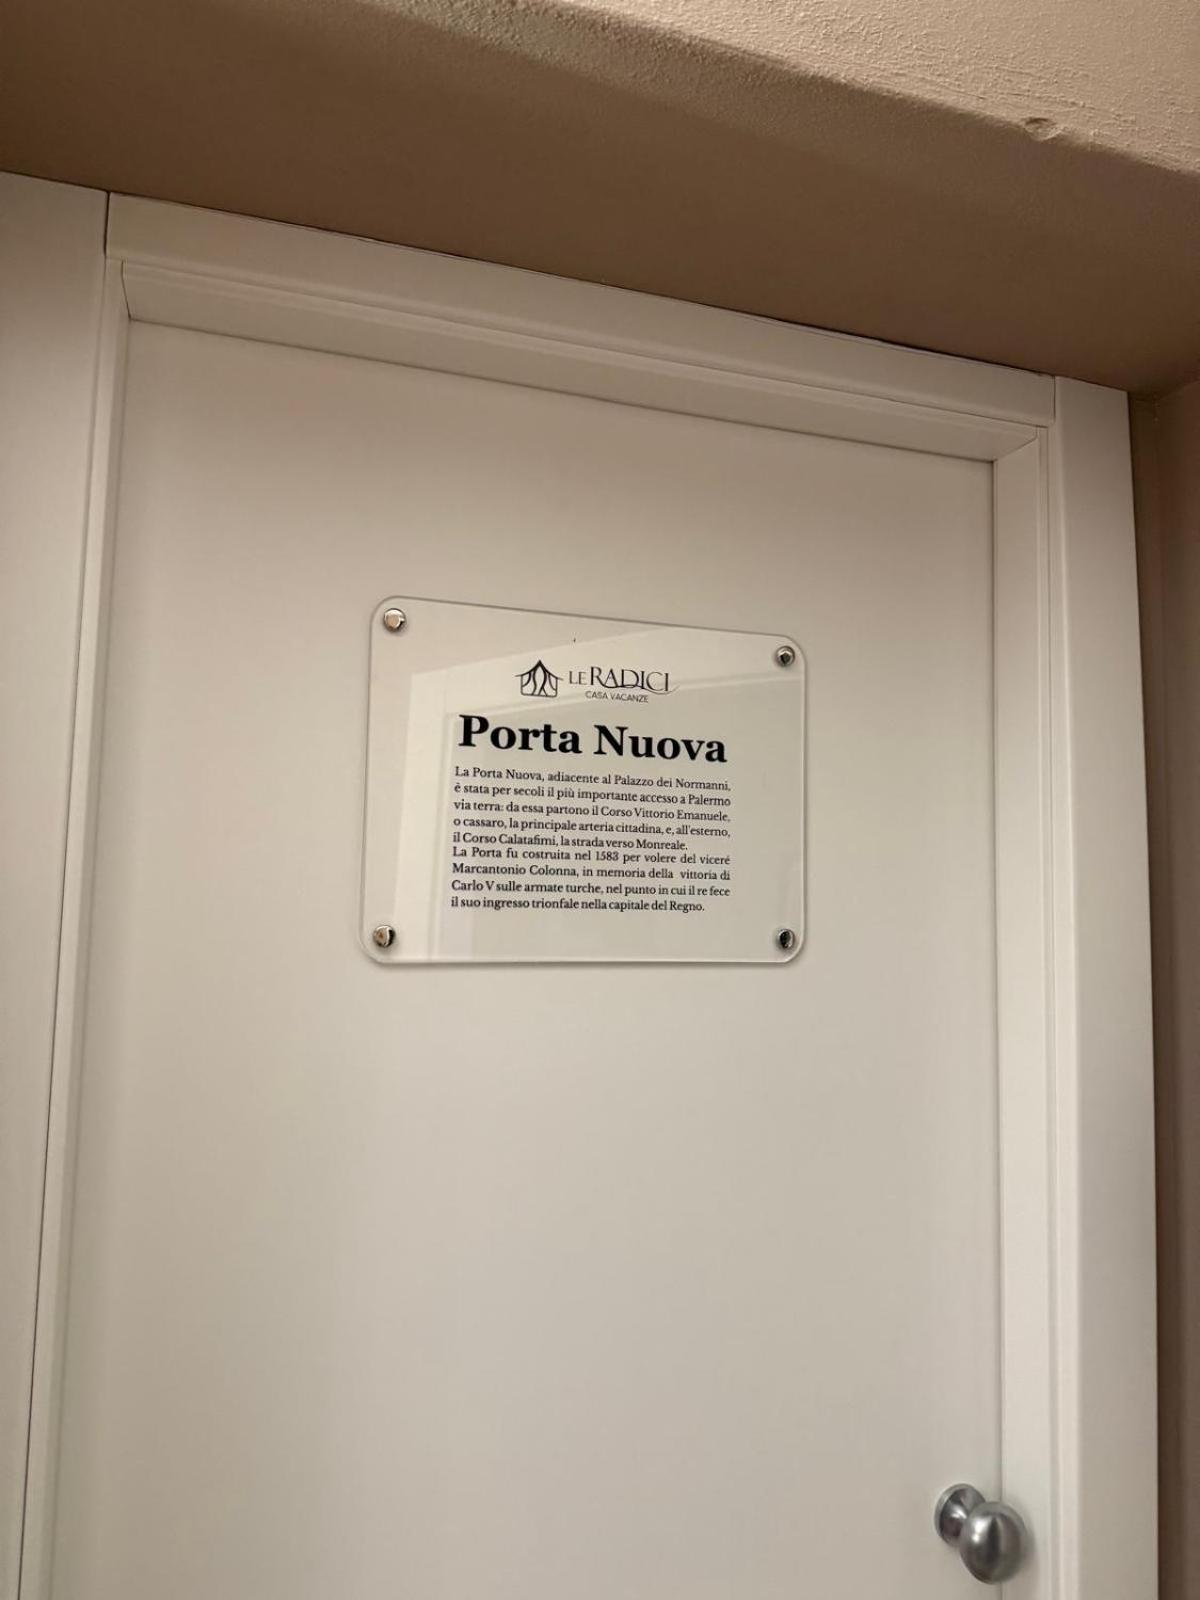 LE RADICI
CASA VACANZE
Porta Nuova
La Porta Nuova, adiacente al Palazzo dei Normanni,
è stata per secoli il più importante accesso a Palermo
via terra: da essa partono il Corso Vittorio Emanuele,
o cassaro, la principale arteria cittadina, e, all'esterno,
il Corso Calatafimi, la strada verso Monreale.
La Porta fu costruita nel 1583 per volere del viceré
Marcantonio Colonna, in memoria della vittoria di
Carlo V sulle armate turche, nel punto in cui il re fece
il suo ingresso trionfale nella capitale del Regno.